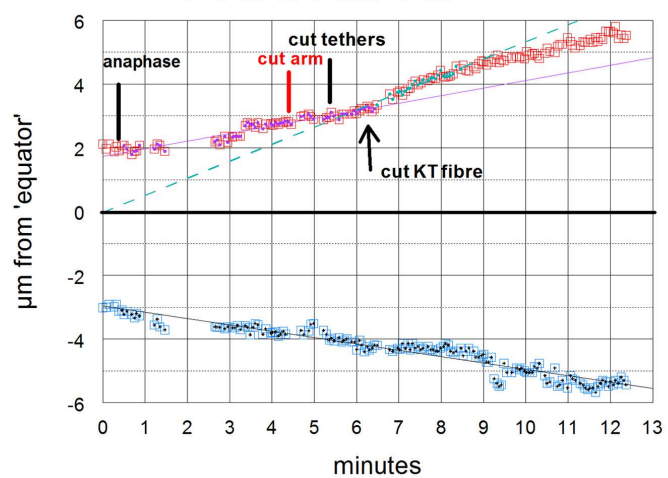 6
4
2
0
-2
-4
-6
µm from 'equator'
anaphase
cut arm
cut tethers
cut KT fibre
0 1 2 3 4 5 6 7 8 9 10 11 12 13
minutes